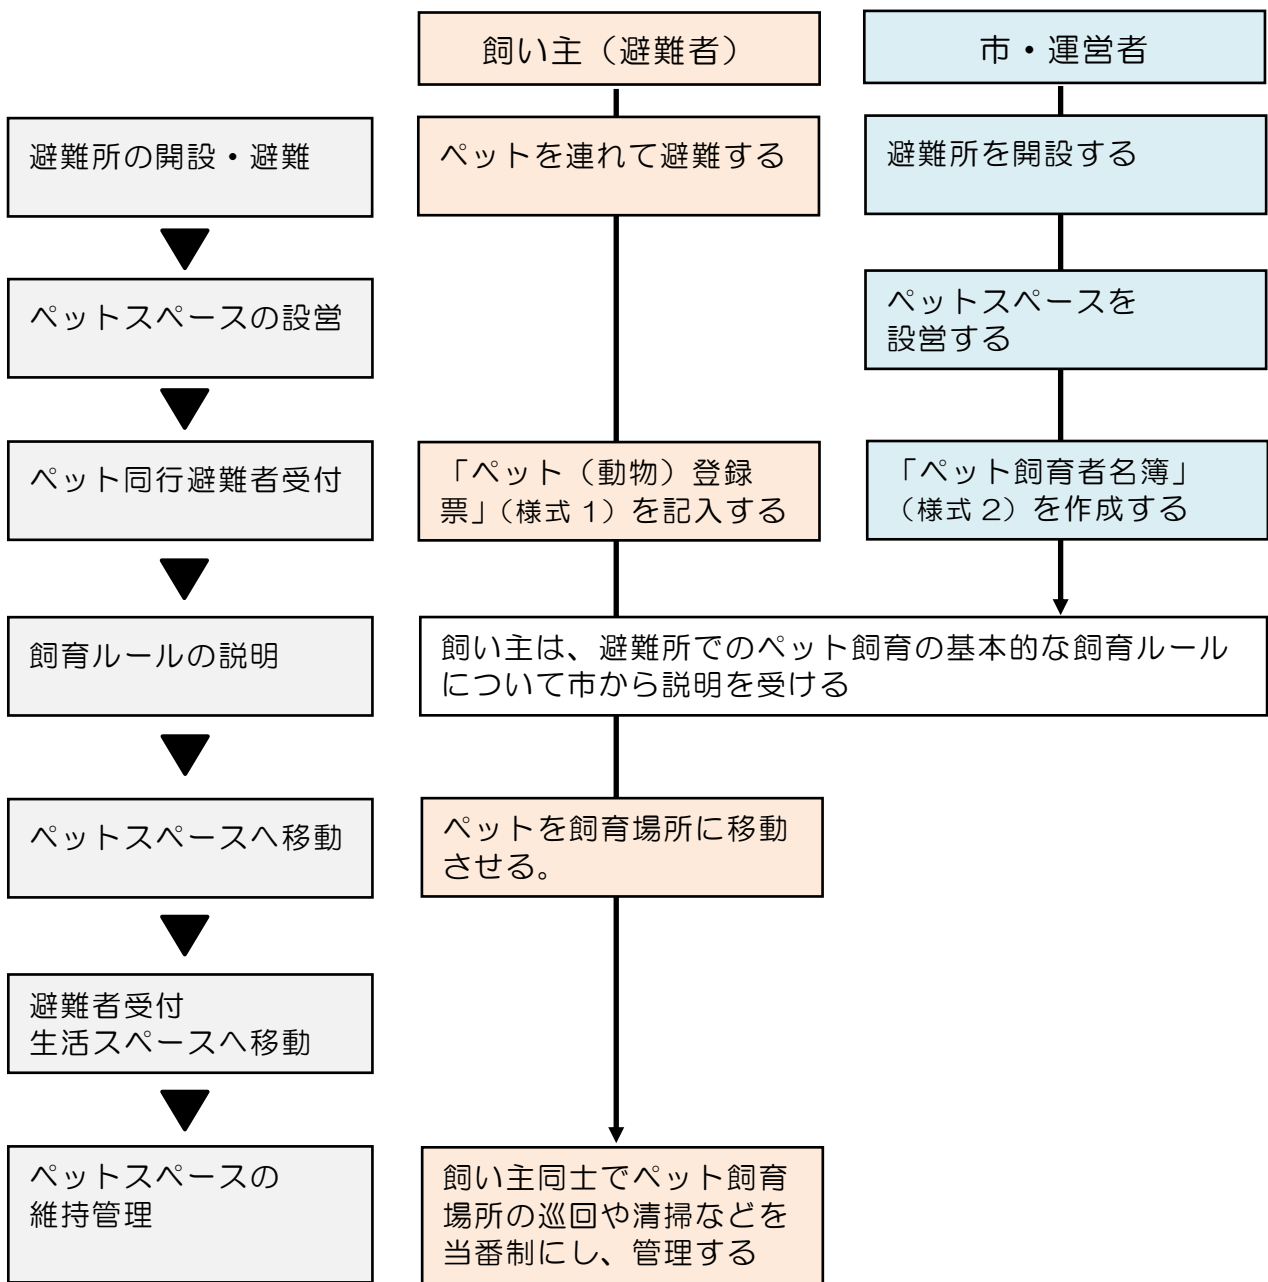 飼い主（避難者）
市・運営者
避難所の開設・避難
ペットを連れて避難する
避難所を開設する
ペットスペースの設営
ペットスペースを
設営する
ペット同行避難者受付
「ペット（動物）登録
票」（様式 1）を記入する
「ペット飼育者名簿」
（様式 2）を作成する
飼育ルールの説明
飼い主は、避難所でのペット飼育の基本的な飼育ルール
について市から説明を受ける
ペットスペースへ移動
ペットを飼育場所に移動
させる。
避難者受付
生活スペースへ移動
ペットスペースの
維持管理
飼い主同士でペット飼育
場所の巡回や清掃などを
当番制にし、管理する